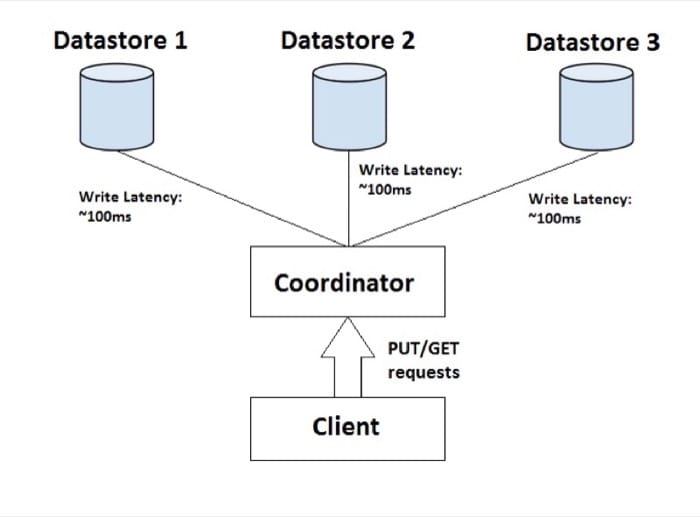 Datastore 1
Datastore 2
Datastore 3
Write Latency:
~100ms
Write Latency:
~100ms
Write Latency:
~100ms
Coordinator
PUT/GET
requests
Client